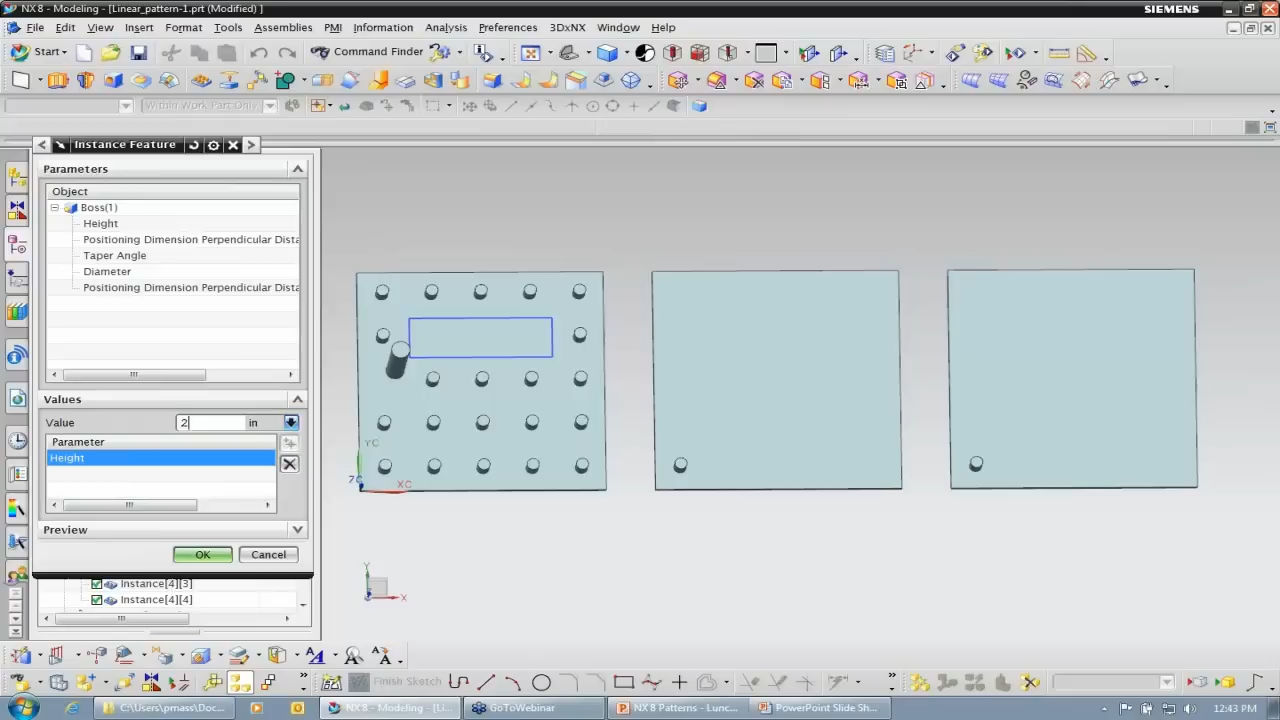 NX 8 - Modeling - [Linear_pattern-1.prt (Modified) ]
SIEMENS
File Edit View Insert Format Tools Assemblies PMI Information Analysis Preferences 3DxNX Window Help
Start
Command Finder
Within Work Part Only
Instance Feature
Parameters
Object
Boss(1)
Height
Positioning Dimension Perpendicular Dista
Taper Angle
Diameter
Positioning Dimension Perpendicular Dista
Values
Value 2 in
Parameter
Height
Preview
OK Cancel
Instance[4][3]
Instance[4][4]
YC
ZC
XC
Y
X
Finish Sketch
C:\Users\pmass\Doc...
NX 8 - Modeling - [Li...
GoToWebinar
NX8 Patterns - Lunc...
PowerPoint Slide Sh...
12:43 PM